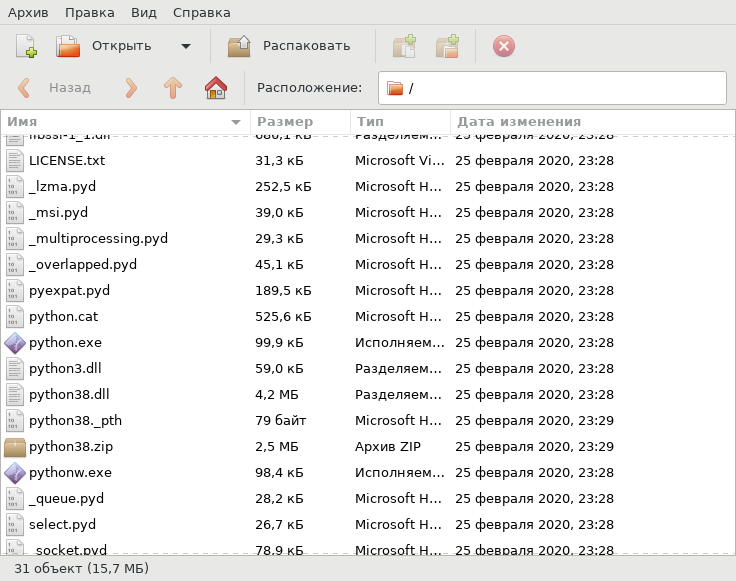 Архив Правка Вид Справка
Открыть Распаковать
Назад Расположение: /
Имя Размер Тип Дата изменения
libssl-1_1.dll 686,1 кБ Разделяем... 25 февраля 2020, 23:28
LICENSE.txt 31,3 кБ Microsoft Vi... 25 февраля 2020, 23:28
_lzma.pyd 252,5 кБ Microsoft H... 25 февраля 2020, 23:28
_msi.pyd 39,0 кБ Microsoft H... 25 февраля 2020, 23:28
_multiprocessing.pyd 29,3 кБ Microsoft H... 25 февраля 2020, 23:28
_overlapped.pyd 45,1 кБ Microsoft H... 25 февраля 2020, 23:28
pyexpat.pyd 189,5 кБ Microsoft H... 25 февраля 2020, 23:28
python.cat 525,6 кБ Microsoft H... 25 февраля 2020, 23:28
python.exe 99,9 кБ Исполняем... 25 февраля 2020, 23:28
python3.dll 59,0 кБ Разделяем... 25 февраля 2020, 23:28
python38.dll 4,2 МБ Разделяем... 25 февраля 2020, 23:28
python38._pth 79 байт Microsoft H... 25 февраля 2020, 23:29
python38.zip 2,5 МБ Архив ZIP 25 февраля 2020, 23:29
pythonw.exe 98,4 кБ Исполняем... 25 февраля 2020, 23:28
_queue.pyd 28,2 кБ Microsoft H... 25 февраля 2020, 23:28
select.pyd 26,7 кБ Microsoft H... 25 февраля 2020, 23:28
_socket.pyd 78,9 кБ Microsoft H... 25 февраля 2020, 23:28
31 объект (15,7 МБ)